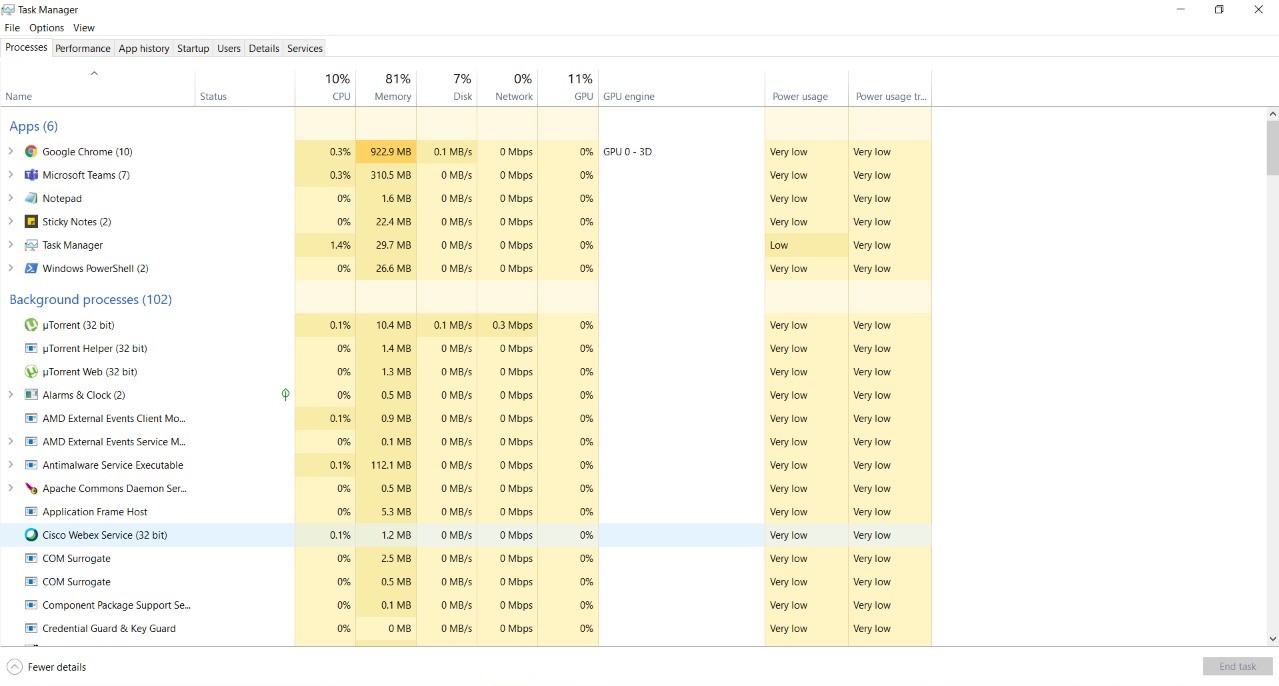 Task Manager
File Options View
Processes Performance App history Startup Users Details Services
10% 81% 7% 0% 11%
Name Status CPU Memory Disk Network GPU GPU engine Power usage Power usage tr...
Apps (6)
Google Chrome (10) 0.3% 922.9 MB 0.1 MB/s 0 Mbps 0% GPU 0 - 3D Very low Very low
Microsoft Teams (7) 0.3% 310.5 MB 0 MB/s 0 Mbps 0% Very low Very low
Notepad 0% 1.6 MB 0 MB/s 0 Mbps 0% Very low Very low
Sticky Notes (2) 0% 22.4 MB 0 MB/s 0 Mbps 0% Very low Very low
Task Manager 1.4% 29.7 MB 0 MB/s 0 Mbps 0% Low Very low
Windows PowerShell (2) 0% 26.6 MB 0 MB/s 0 Mbps 0% Very low Very low
Background processes (102)
µTorrent (32 bit) 0.1% 10.4 MB 0.1 MB/s 0.3 Mbps 0% Very low Very low
µTorrent Helper (32 bit) 0% 1.4 MB 0 MB/s 0 Mbps 0% Very low Very low
µTorrent Web (32 bit) 0% 1.3 MB 0 MB/s 0 Mbps 0% Very low Very low
Alarms & Clock (2) 0% 0.5 MB 0 MB/s 0 Mbps 0% Very low Very low
AMD External Events Client Mo... 0.1% 0.9 MB 0 MB/s 0 Mbps 0% Very low Very low
AMD External Events Service M... 0% 0.1 MB 0 MB/s 0 Mbps 0% Very low Very low
Antimalware Service Executable 0.1% 112.1 MB 0 MB/s 0 Mbps 0% Very low Very low
Apache Commons Daemon Ser... 0% 0.5 MB 0 MB/s 0 Mbps 0% Very low Very low
Application Frame Host 0% 5.3 MB 0 MB/s 0 Mbps 0% Very low Very low
Cisco Webex Service (32 bit) 0.1% 1.2 MB 0 MB/s 0 Mbps 0% Very low Very low
COM Surrogate 0% 2.5 MB 0 MB/s 0 Mbps 0% Very low Very low
COM Surrogate 0% 0.5 MB 0 MB/s 0 Mbps 0% Very low Very low
Component Package Support Se... 0% 0.1 MB 0 MB/s 0 Mbps 0% Very low Very low
Credential Guard & Key Guard 0% 0 MB 0 MB/s 0 Mbps 0% Very low Very low
Fewer details End task